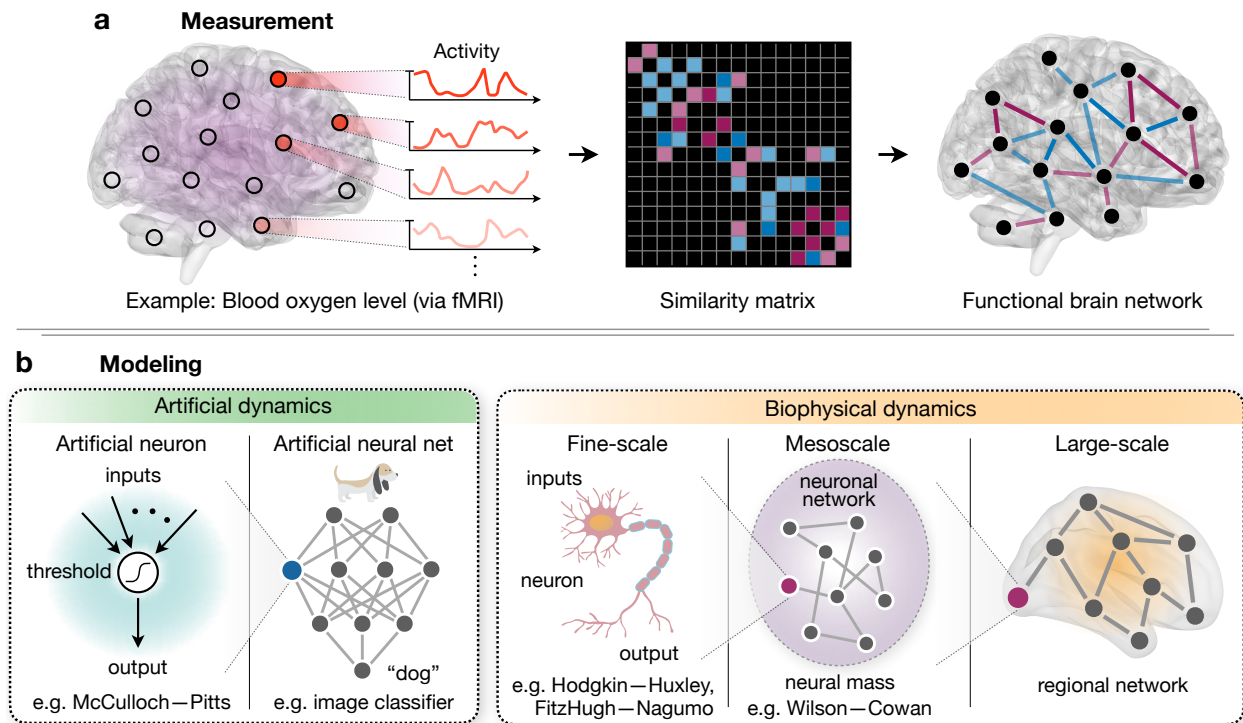 a Measurement
Activity
Example: Blood oxygen level (via fMRI)
Similarity matrix
Functional brain network
b Modeling
Artificial dynamics
Artificial neuron
inputs
threshold
output
e.g. McCulloch—Pitts
Artificial neural net
“dog”
e.g. image classifier
Biophysical dynamics
Fine-scale
inputs
neuron
output
e.g. Hodgkin—Huxley,
FitzHugh—Nagumo
Mesoscale
neuronal
network
neural mass
e.g. Wilson—Cowan
Large-scale
regional network